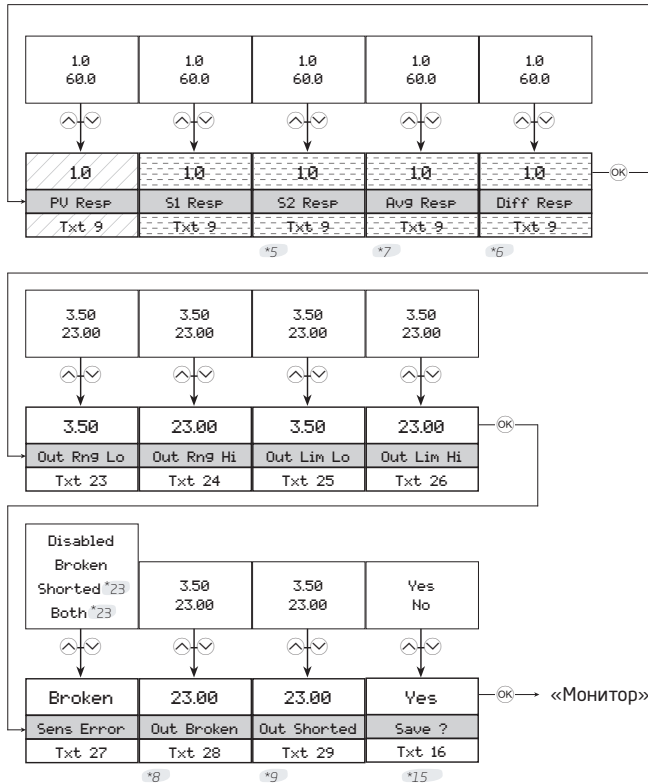 1.0 1.0 1.0 1.0 1.0
60.0 60.0 60.0 60.0 60.0
1.0 1.0 1.0 1.0 1.0
OK
PV Resp S1 Resp S2 Resp Avg Resp Diff Resp
Txt 9 Txt 9 Txt 9 Txt 9 Txt 9
*5 *7 *6
3.50 3.50 3.50 3.50
23.00 23.00 23.00 23.00
3.50 23.00 3.50 23.00
OK
Out Rng Lo Out Rng Hi Out Lim Lo Out Lim Hi
Txt 23 Txt 24 Txt 25 Txt 26
Disabled
Broken
Shorted *23
Both *23
3.50 3.50 Yes
23.00 23.00 No
Broken 23.00 23.00 Yes
OK «Монитор»
Sens Error Out Broken Out Shorted Save ?
Txt 27 Txt 28 Txt 29 Txt 16
*8 *9 *15